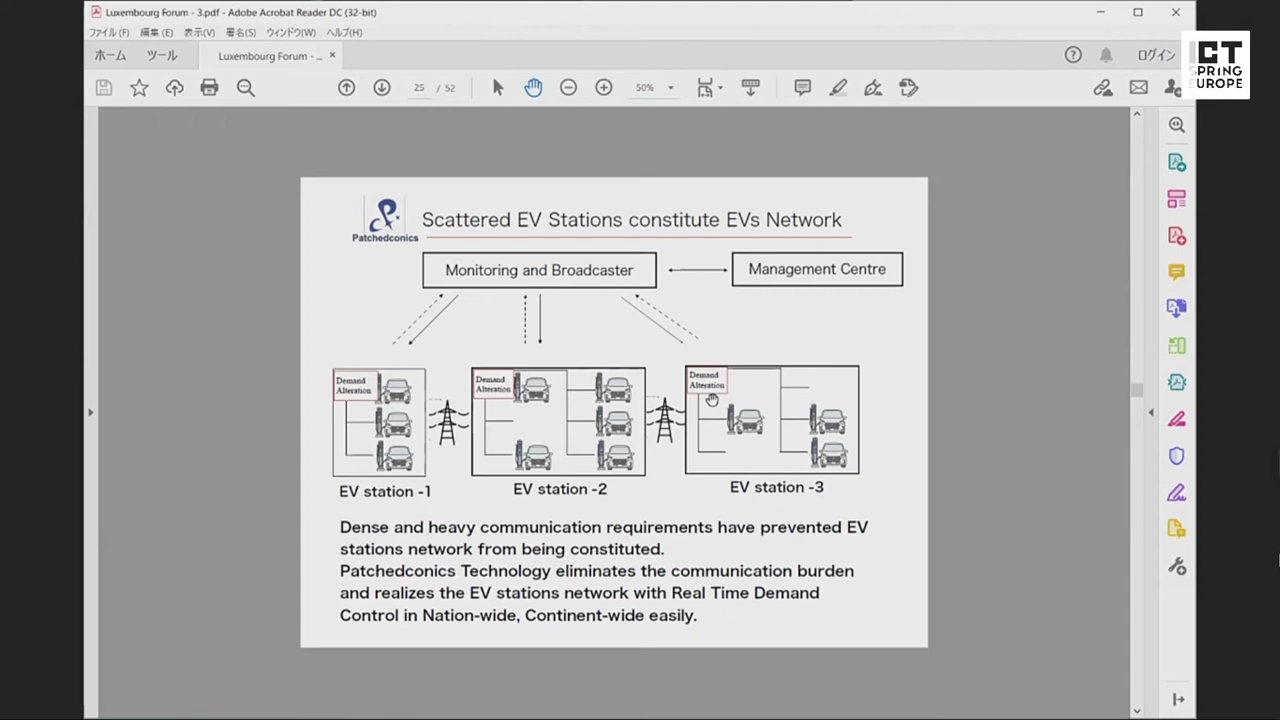 Luxembourg Forum - 3.pdf - Adobe Acrobat Reader DC (32-bit)
ファイル(F) 編集(E) 表示(V) 署名(S) ウィンドウ(W) ヘルプ(H)
ホーム ツール Luxembourg Forum - ... × ログイン
ICT
SPRING
EUROPE
25 / 52 50%
Patchedconics
Scattered EV Stations constitute EVs Network
Monitoring and Broadcaster
Management Centre
Demand
Alteration
Demand
Alteration
Demand
Alteration
EV station -1
EV station -2
EV station -3
Dense and heavy communication requirements have prevented EV
stations network from being constituted.
Patchedconics Technology eliminates the communication burden
and realizes the EV stations network with Real Time Demand
Control in Nation-wide, Continent-wide easily.